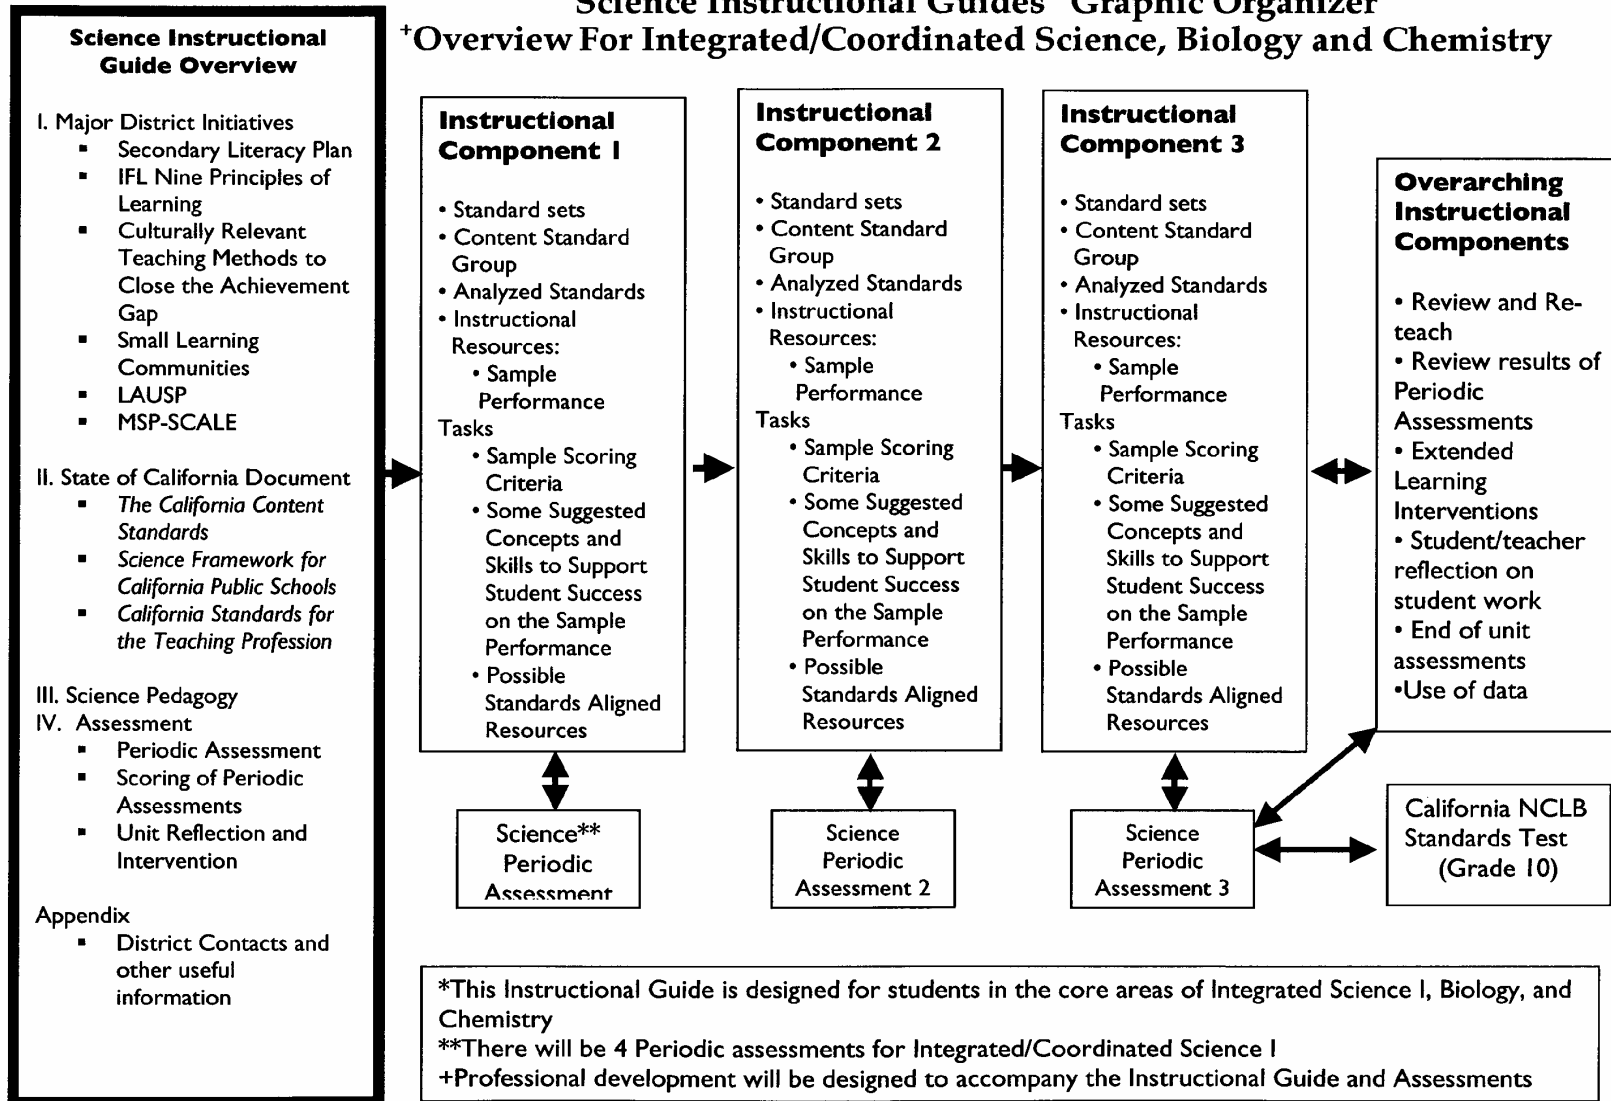 Science Instructional Guides Graphic Organizer
+Overview For Integrated/Coordinated Science, Biology and Chemistry
Science Instructional
Guide Overview
I. Major District Initiatives
▪ Secondary Literacy Plan
▪ IFL Nine Principles of
Learning
▪ Culturally Relevant
Teaching Methods to
Close the Achievement
Gap
▪ Small Learning
Communities
▪ LAUSP
▪ MSP-SCALE
II. State of California Document
▪ The California Content
Standards
▪ Science Framework for
California Public Schools
▪ California Standards for
the Teaching Profession
III. Science Pedagogy
IV. Assessment
▪ Periodic Assessment
▪ Scoring of Periodic
Assessments
▪ Unit Reflection and
Intervention
Appendix
▪ District Contacts and
other useful
information
Instructional
Component 1
• Standard sets
• Content Standard
Group
• Analyzed Standards
• Instructional
Resources:
• Sample
Performance
Tasks
• Sample Scoring
Criteria
• Some Suggested
Concepts and
Skills to Support
Student Success
on the Sample
Performance
• Possible
Standards Aligned
Resources
Instructional
Component 2
• Standard sets
• Content Standard
Group
• Analyzed Standards
• Instructional
Resources:
• Sample
Performance
Tasks
• Sample Scoring
Criteria
• Some Suggested
Concepts and
Skills to Support
Student Success
on the Sample
Performance
• Possible
Standards Aligned
Resources
Instructional
Component 3
• Standard sets
• Content Standard
Group
• Analyzed Standards
• Instructional
Resources:
• Sample
Performance
Tasks
• Sample Scoring
Criteria
• Some Suggested
Concepts and
Skills to Support
Student Success
on the Sample
Performance
• Possible
Standards Aligned
Resources
Overarching
Instructional
Components
• Review and Re-
teach
• Review results of
Periodic
Assessments
• Extended
Learning
Interventions
• Student/teacher
reflection on
student work
• End of unit
assessments
•Use of data
Science**
Periodic
Assessment
Science
Periodic
Assessment 2
Science
Periodic
Assessment 3
California NCLB
Standards Test
(Grade 10)
*This Instructional Guide is designed for students in the core areas of Integrated Science I, Biology, and
Chemistry
**There will be 4 Periodic assessments for Integrated/Coordinated Science I
+Professional development will be designed to accompany the Instructional Guide and Assessments